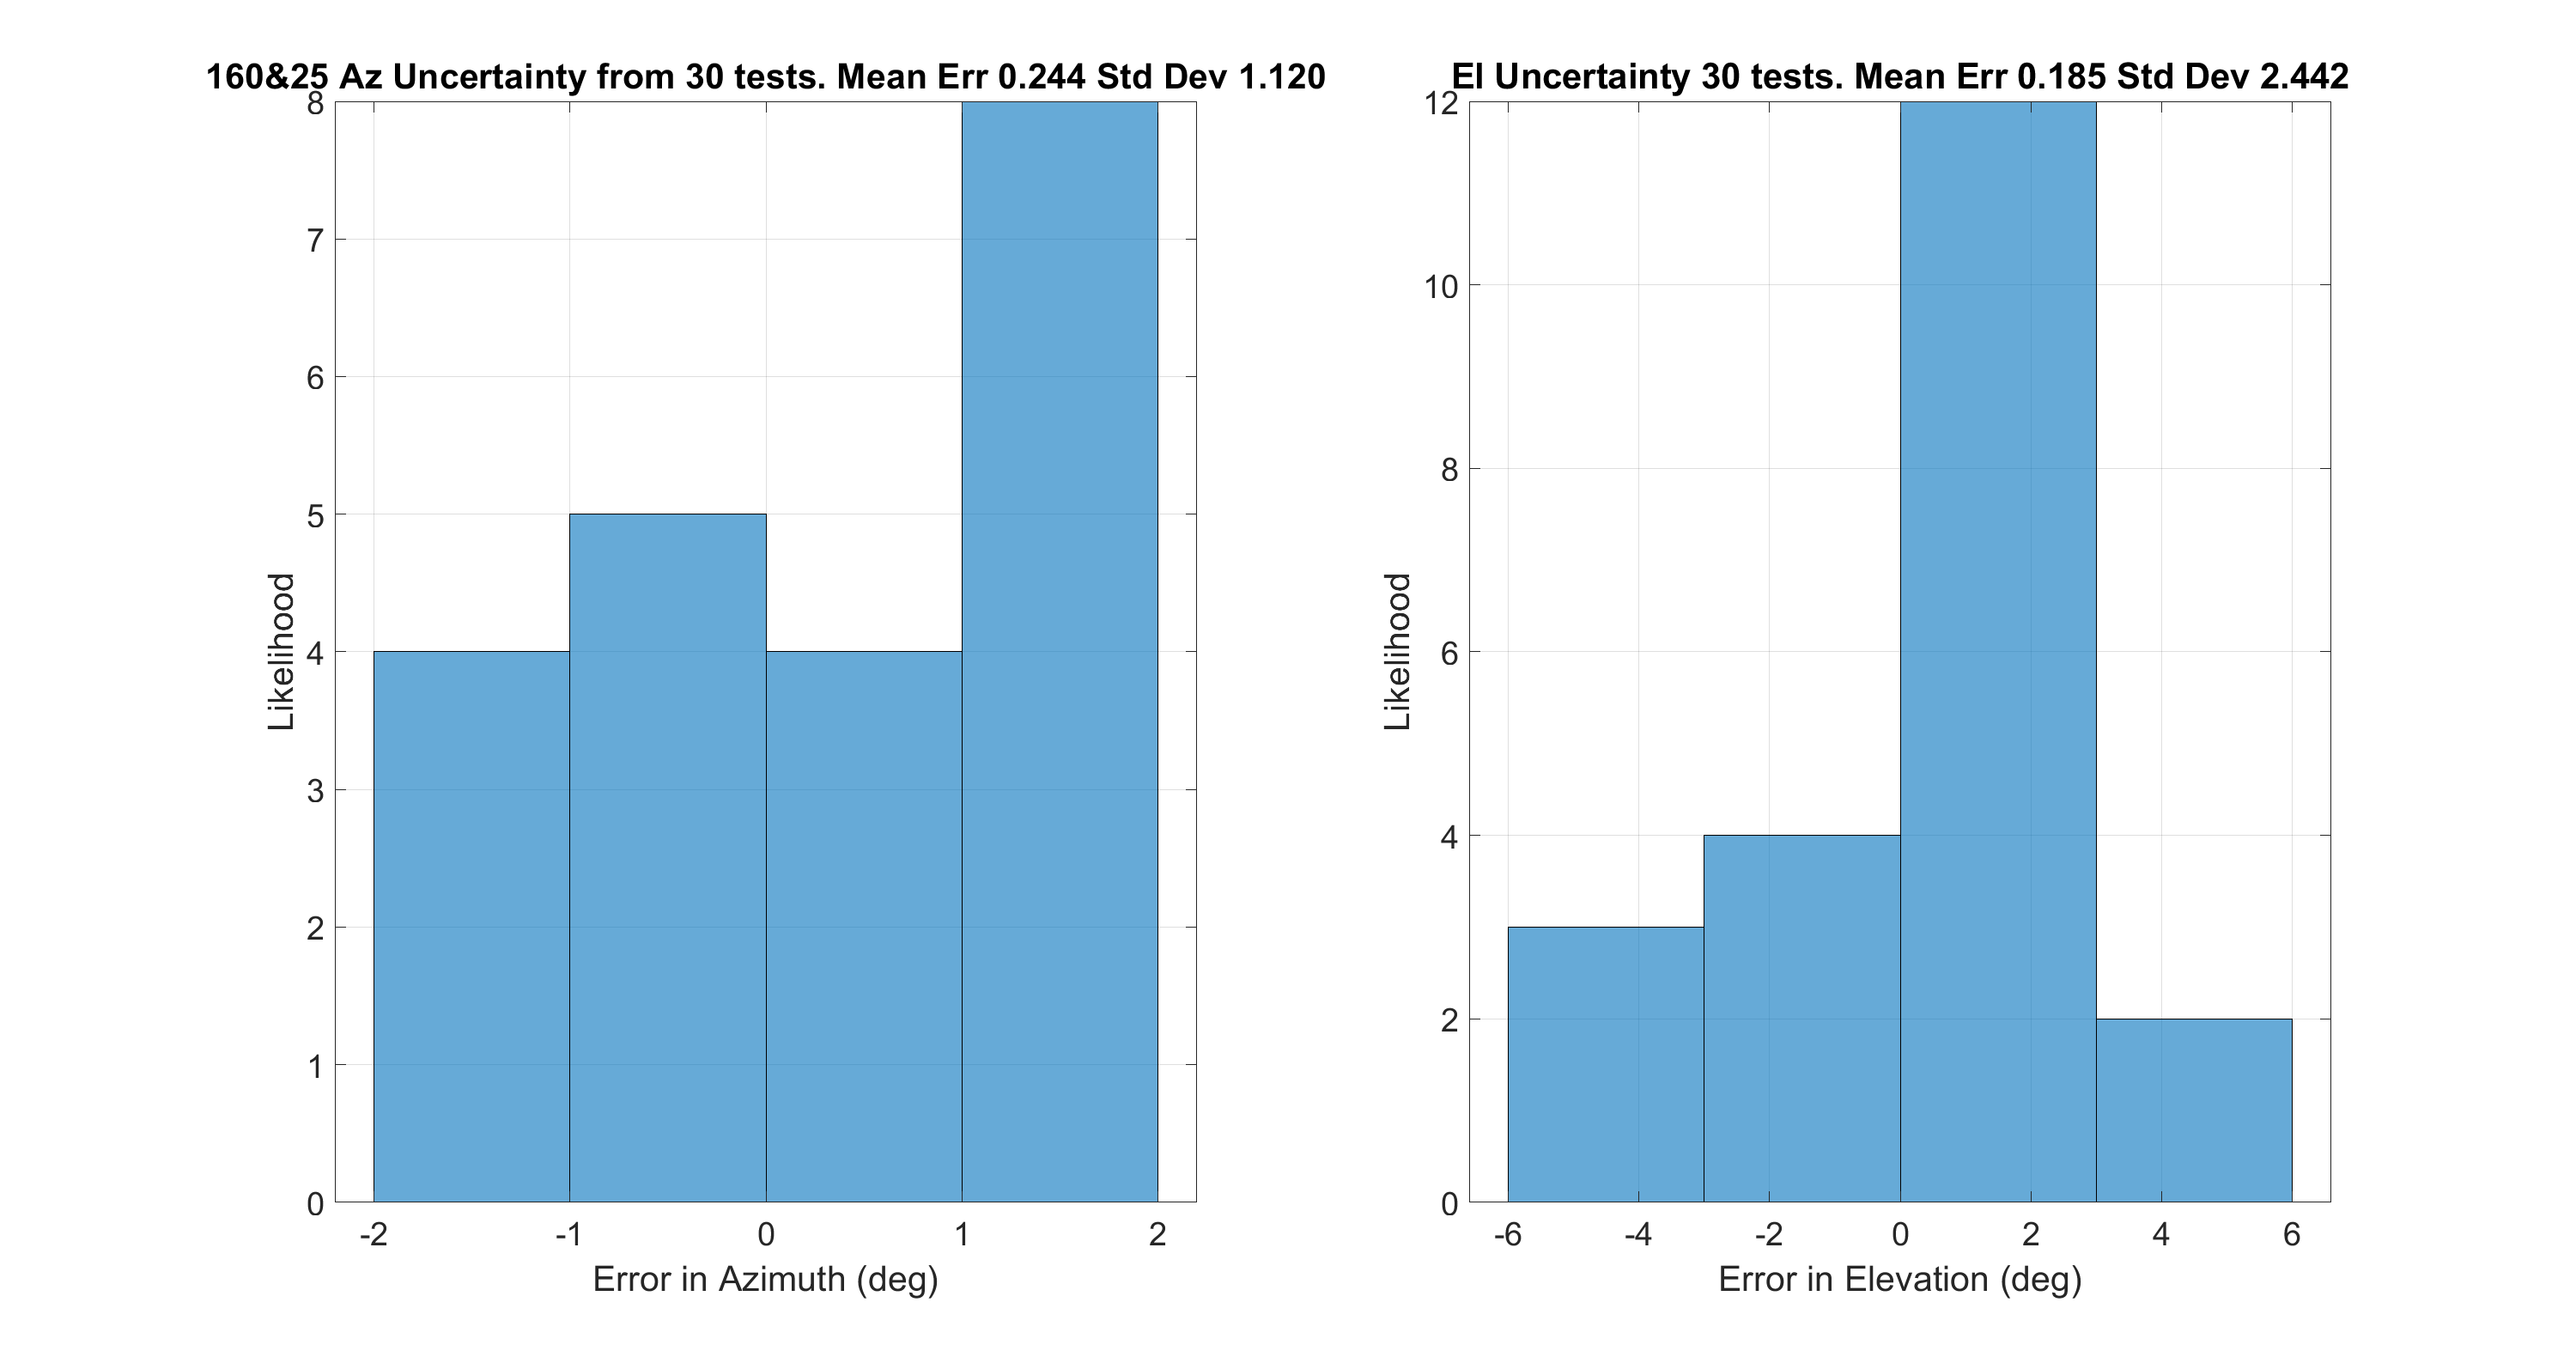 160&25 Az Uncertainty from 30 tests. Mean Err 0.244 Std Dev 1.120
8
7
6
5
4
3
2
1
0
Likelihood
-2 -1 0 1 2
Error in Azimuth (deg)
El Uncertainty 30 tests. Mean Err 0.185 Std Dev 2.442
12
10
8
6
4
2
0
Likelihood
-6 -4 -2 0 2 4 6
Error in Elevation (deg)